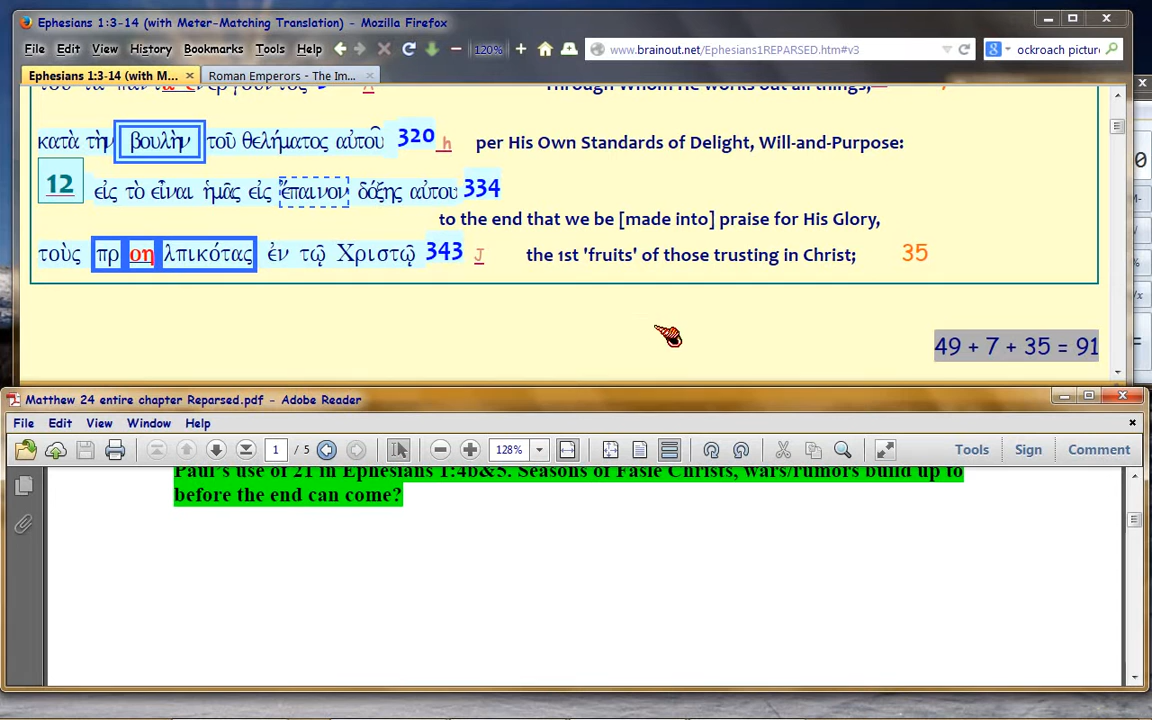 Ephesians 1:3-14 (with Meter-Matching Translation) - Mozilla Firefox
File Edit View History Bookmarks Tools Help 120% www.brainout.net/Ephesians1REPARSED.htm#v3 ockroach pictur
Ephesians 1:3-14 (with M... × Roman Emperors - The Im... ×
Through Whom He works out all things,
κατὰ τὴν βουλὴν τοῦ θελήματος αὐτοῦ 320 h per His Own Standards of Delight, Will-and-Purpose:
12 εἰς τὸ εἶναι ἡμᾶς εἰς ἔπαινον δόξης αὐτου 334
to the end that we be [made into] praise for His Glory,
τοὺς πρoηλπικότας ἐν τῷ Χριστῷ 343 J the 1st 'fruits' of those trusting in Christ; 35
49 + 7 + 35 = 91
Matthew 24 entire chapter Reparsed.pdf - Adobe Reader
File Edit View Window Help
1 / 5 128% Tools Sign Comment
Paul's use of 21 in Ephesians 1:4b&5. Seasons of Fasle Christs, wars/rumors build up to
before the end can come?